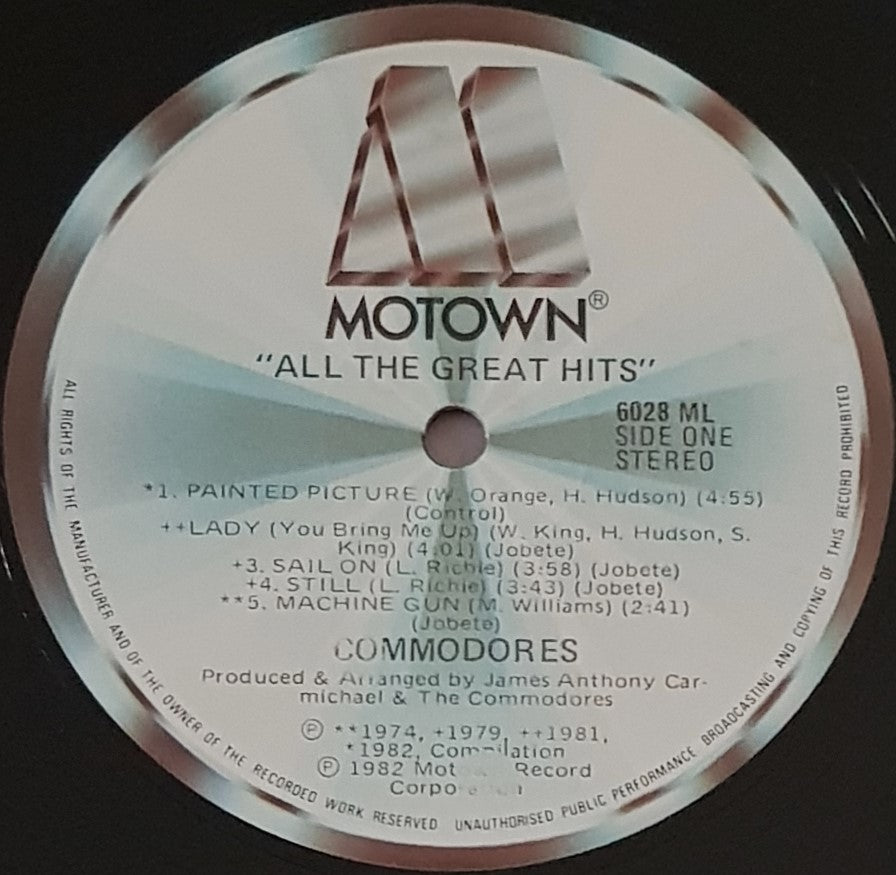 MOTOWN®
"ALL THE GREAT HITS"
6028 ML
SIDE ONE
STEREO
*1. PAINTED PICTURE (W. Orange, H. Hudson) (4:55)
(Control)
++LADY (You Bring Me Up) (W. King, H. Hudson, S.
King) (4:01) (Jobete)
+3. SAIL ON (L. Richie) (3:58) (Jobete)
+4. STILL (L. Richie) (3:43) (Jobete)
**5. MACHINE GUN (M. Williams) (2:41)
(Jobete)
COMMODORES
Produced & Arranged by James Anthony Car-
michael & The Commodores
℗ **1974, +1979, ++1981,
*1982, Compilation
℗ 1982 Record
ALL RIGHTS OF THE MANUFACTURER AND OF THE OWNER OF THE RECORDED WORK RESERVED UNAUTHORISED PUBLIC PERFORMANCE BROADCASTING AND COPYING OF THIS RECORD PROHIBITED